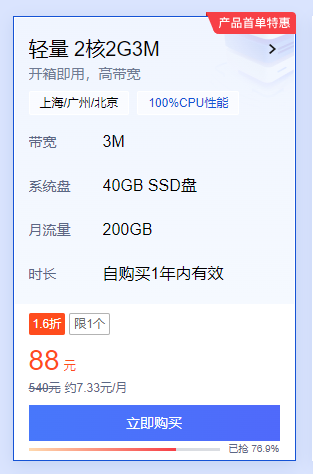 产品首单特惠
轻量 2核2G3M
开箱即用，高带宽
上海/广州/北京 100%CPU性能
带宽 3M
系统盘 40GB SSD盘
月流量 200GB
时长 自购买1年内有效
1.6折 限1个
88 元
540元 约7.33元/月
立即购买
已抢 76.9%